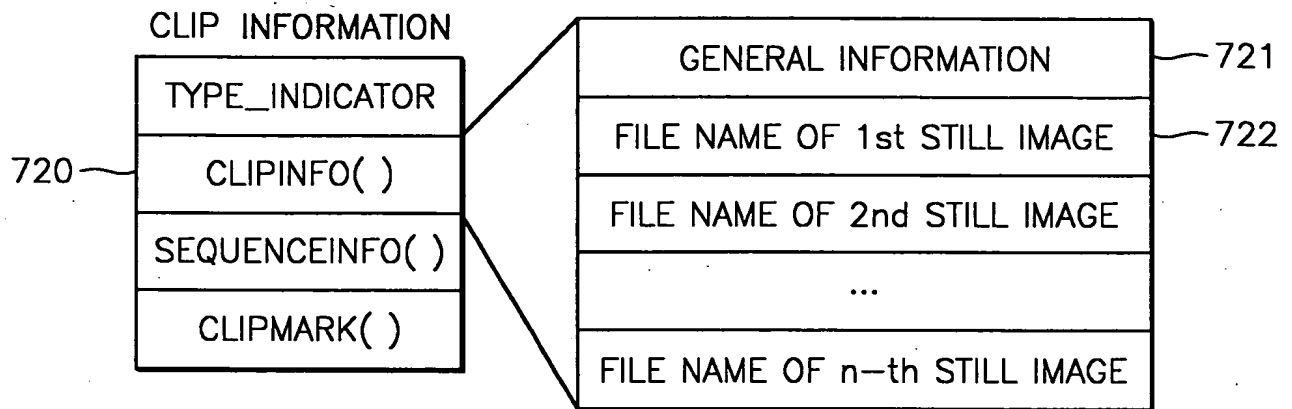 CLIP INFORMATION
TYPE_INDICATOR
720
CLIPINFO( )
SEQUENCEINFO( )
CLIPMARK( )
GENERAL INFORMATION
721
FILE NAME OF 1st STILL IMAGE
722
FILE NAME OF 2nd STILL IMAGE
...
FILE NAME OF n-th STILL IMAGE